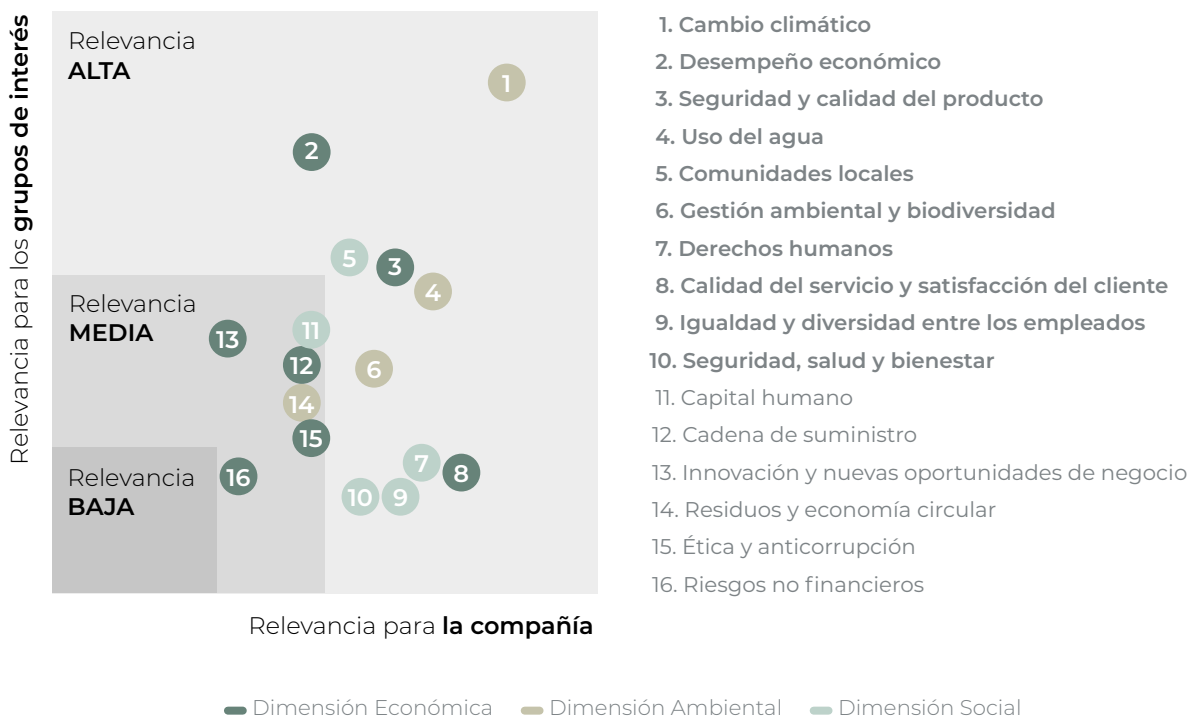 Relevancia para los grupos de interés
Relevancia
ALTA
1
2
5
3
4
Relevancia
MEDIA
13
11
12
6
14
15
Relevancia
BAJA
16
7
8
10
9
Relevancia para la compañía
1. Cambio climático
2. Desempeño económico
3. Seguridad y calidad del producto
4. Uso del agua
5. Comunidades locales
6. Gestión ambiental y biodiversidad
7. Derechos humanos
8. Calidad del servicio y satisfacción del cliente
9. Igualdad y diversidad entre los empleados
10. Seguridad, salud y bienestar
11. Capital humano
12. Cadena de suministro
13. Innovación y nuevas oportunidades de negocio
14. Residuos y economía circular
15. Ética y anticorrupción
16. Riesgos no financieros
Dimensión Económica
Dimensión Ambiental
Dimensión Social